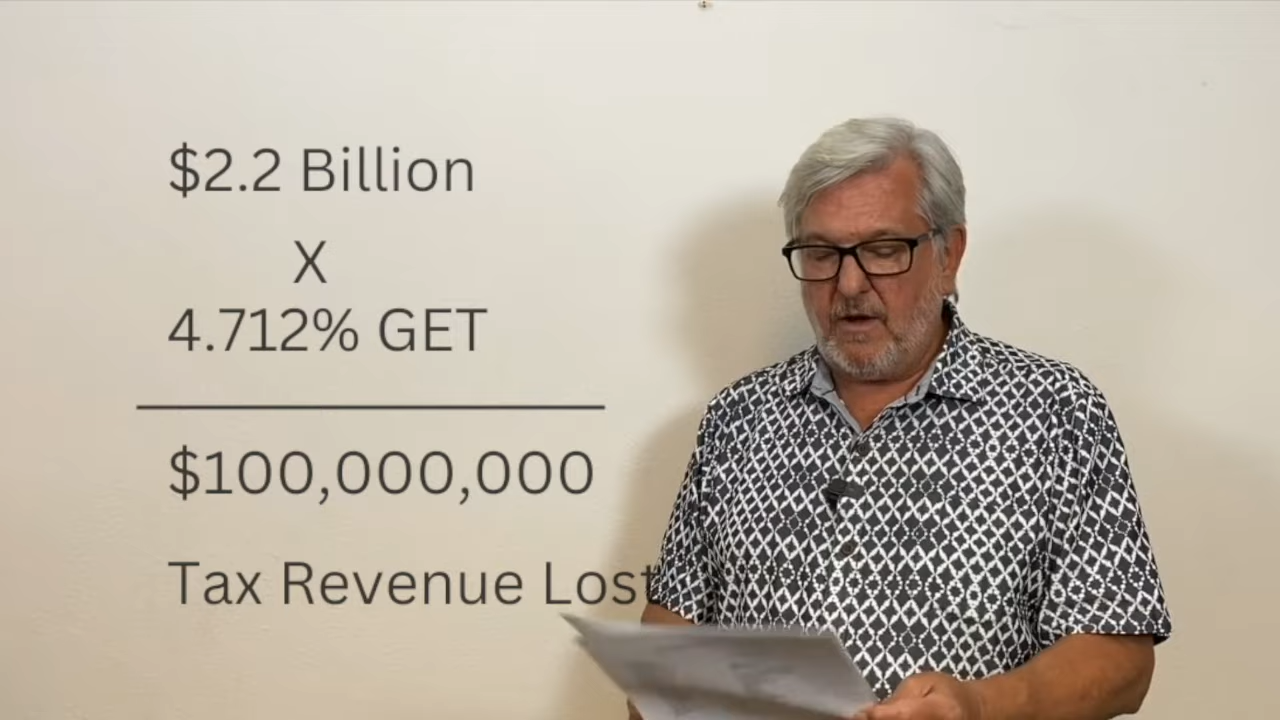 $2.2 Billion
X
4.712% GET
$100,000,000
Tax Revenue Lost